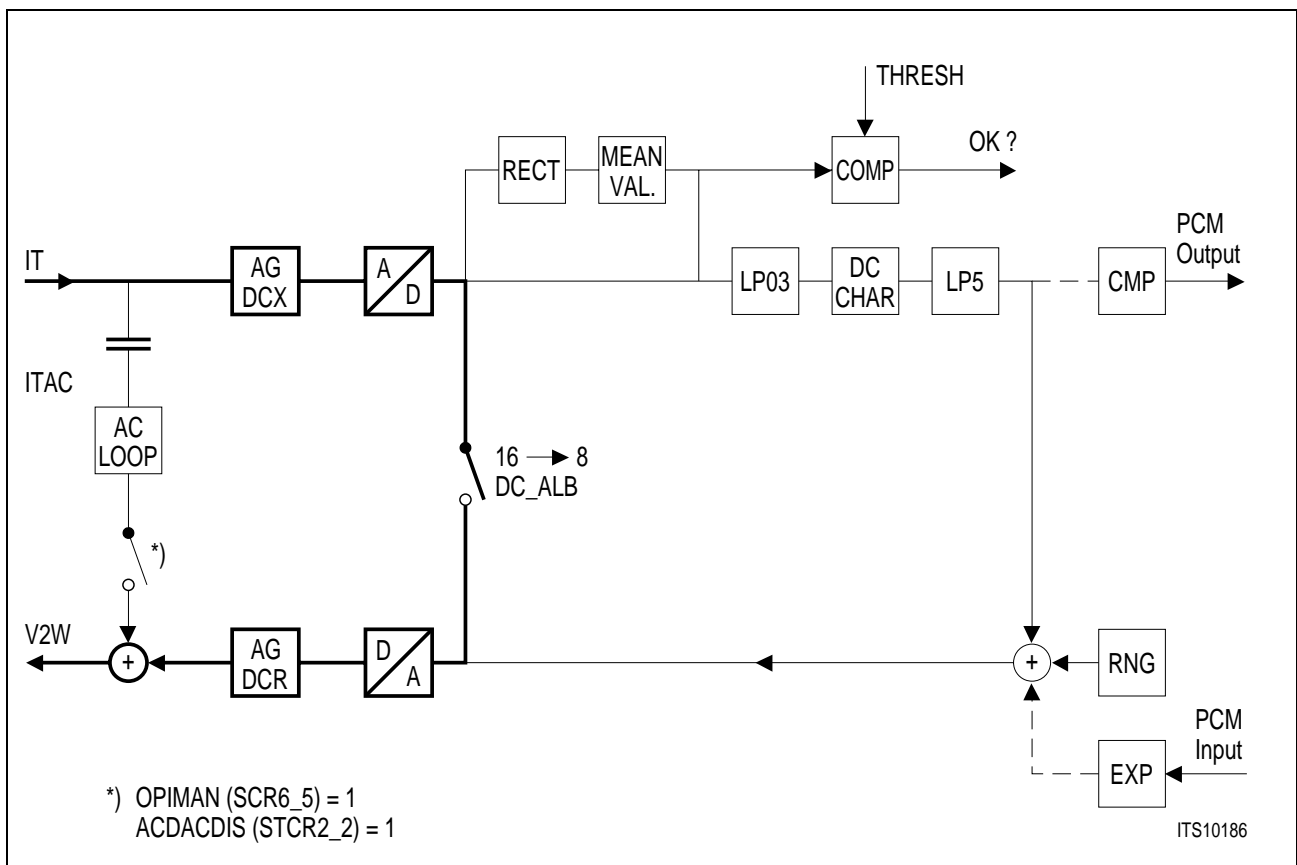 THRESH
OK ?
RECT
MEAN
VAL.
COMP
PCM
Output
IT
AG
DCX
A
D
LP03
DC
CHAR
LP5
CMP
ITAC
AC
LOOP
16 → 8
DC_ALB
*)
V2W
+
AG
DCR
D
A
+
RNG
PCM
Input
EXP
*) OPIMAN (SCR6_5) = 1
ACDACDIS (STCR2_2) = 1
ITS10186